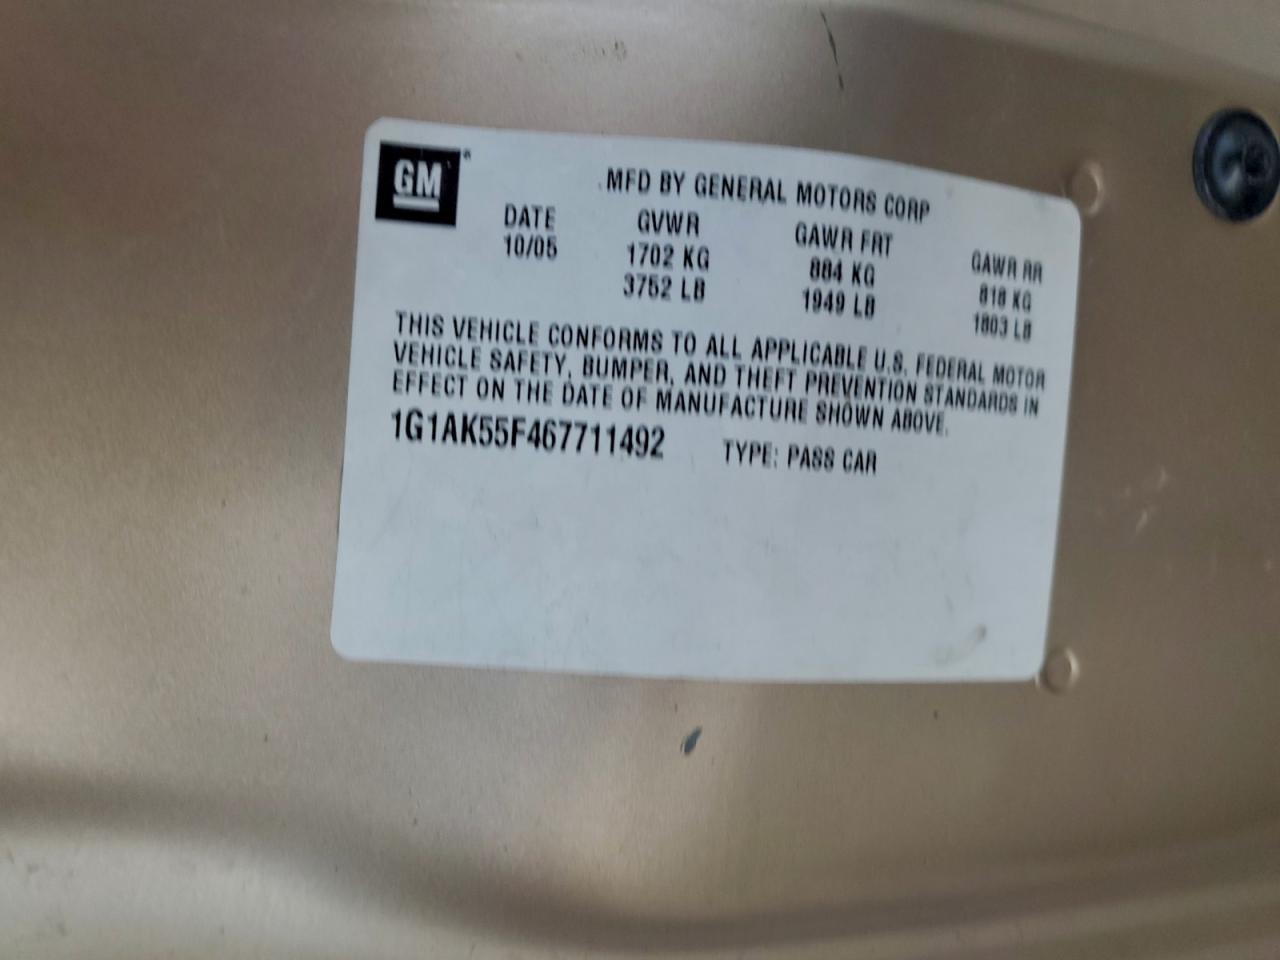 GM®
MFD BY GENERAL MOTORS CORP
DATE GVWR GAWR FRT GAWR RR
10/05 1702 KG 884 KG 818 KG
3752 LB 1949 LB 1803 LB
THIS VEHICLE CONFORMS TO ALL APPLICABLE U.S. FEDERAL MOTOR
VEHICLE SAFETY, BUMPER, AND THEFT PREVENTION STANDARDS IN
EFFECT ON THE DATE OF MANUFACTURE SHOWN ABOVE.
1G1AK55F467711492 TYPE: PASS CAR